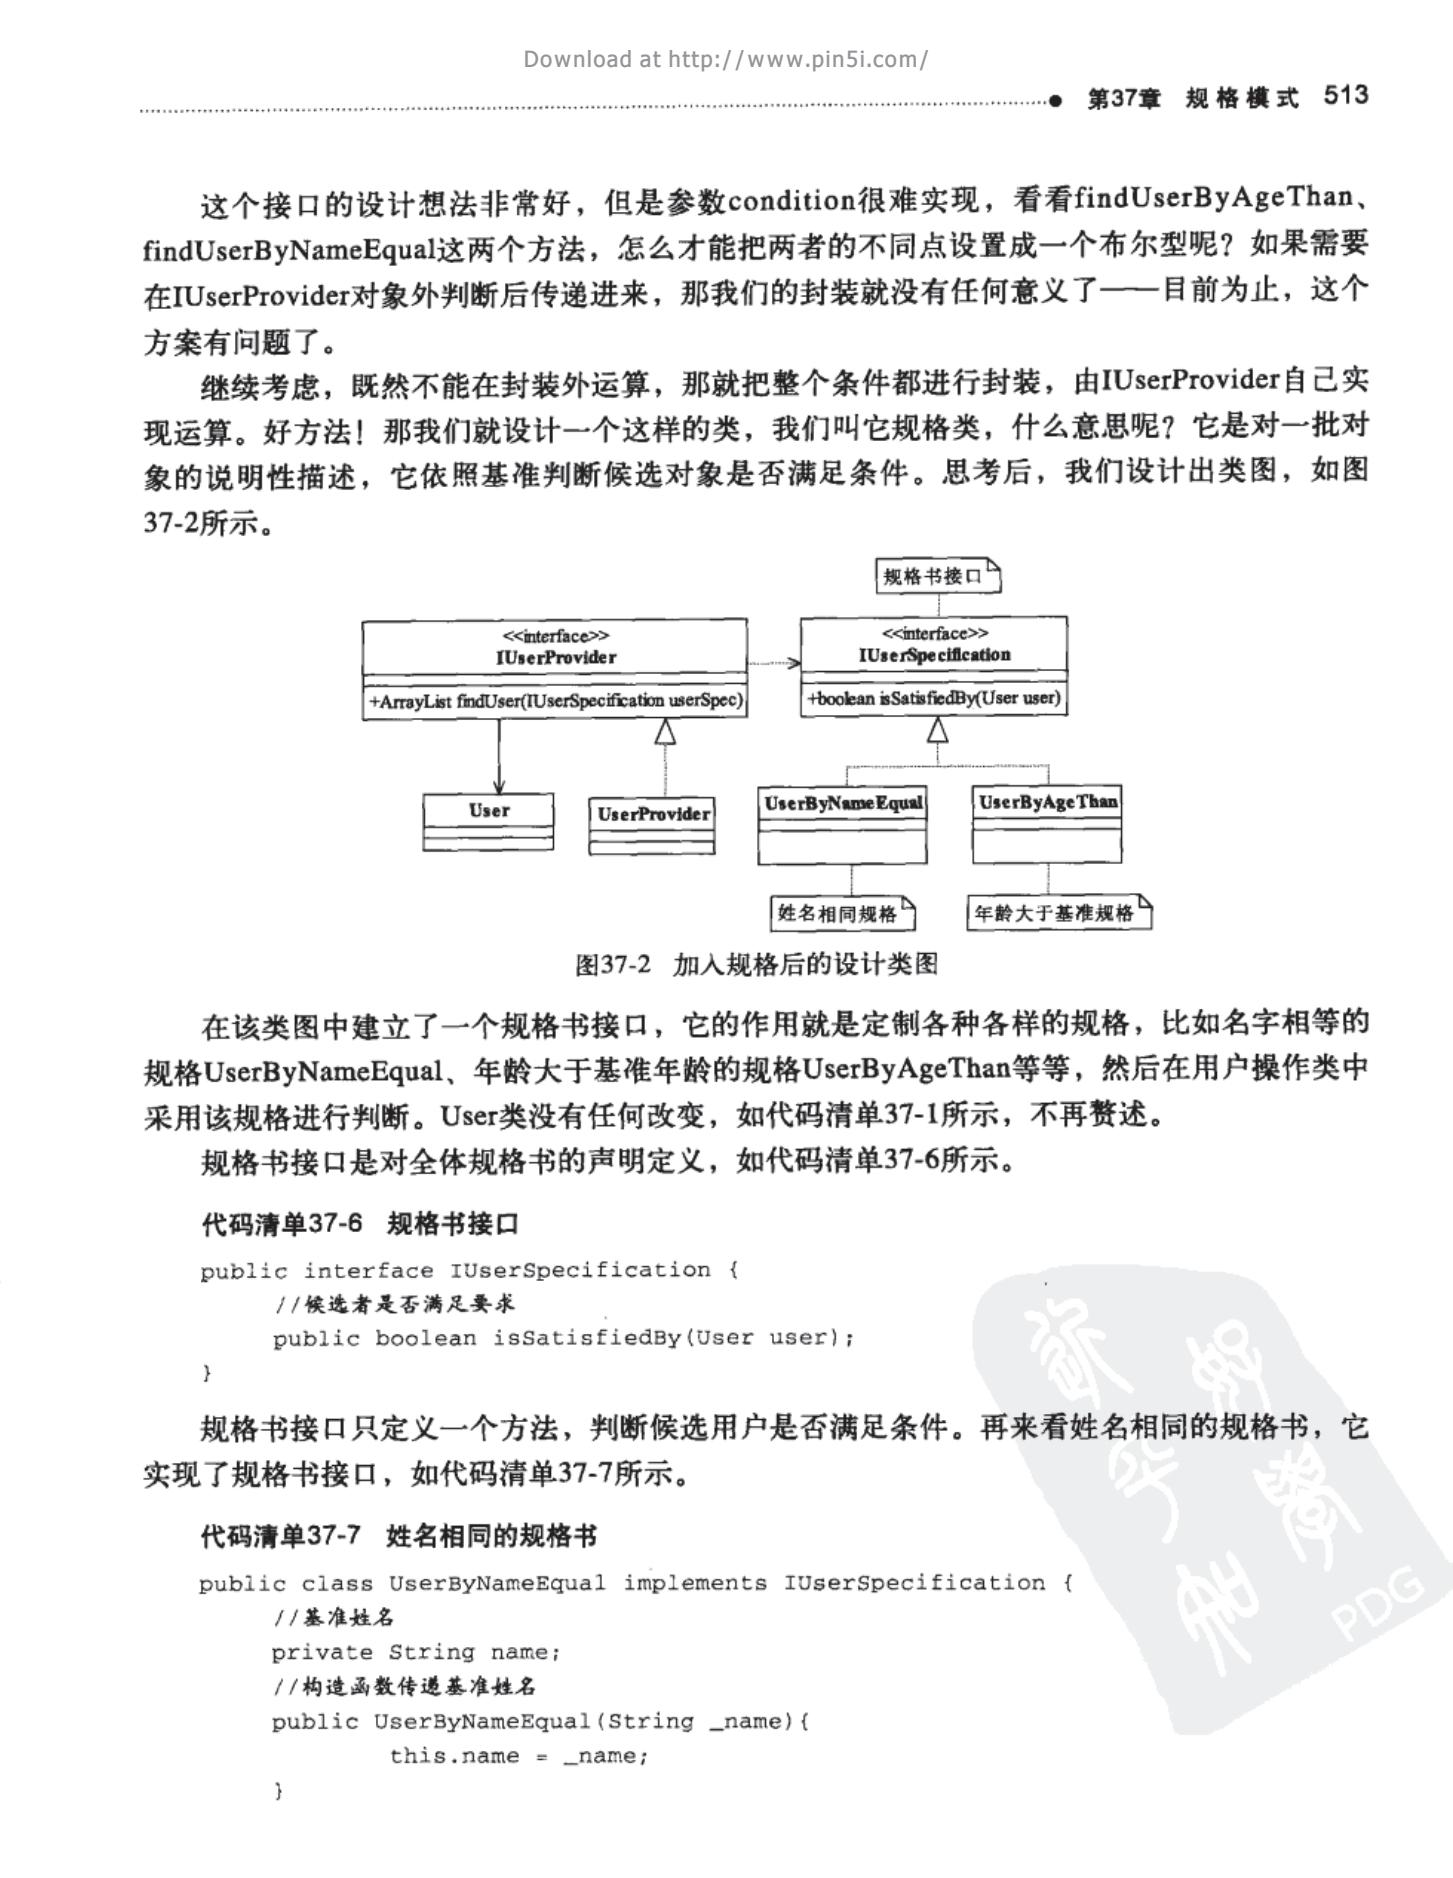 Download at http://www.pin5i.com/
第37章 规格模式 513
这个接口的设计想法非常好，但是参数condition很难实现，看看findUserByAgeThan、
findUserByNameEqual这两个方法，怎么才能把两者的不同点设置成一个布尔型呢？如果需要
在IUserProvider对象外判断后传递进来，那我们的封装就没有任何意义了——目前为止，这个
方案有问题了。
继续考虑，既然不能在封装外运算，那就把整个条件都进行封装，由IUserProvider自己实
现运算。好方法！那我们就设计一个这样的类，我们叫它规格类，什么意思呢？它是对一批对
象的说明性描述，它依照基准判断候选对象是否满足条件。思考后，我们设计出类图，如图
37-2所示。
规格书接口
<<interface>>
IUserProvider
+ArrayList findUser(IUserSpecification userSpec)
<<interface>>
IUserSpecification
+boolean isSatisfiedBy(User user)
User
UserProvider
UserByNameEqual
UserByAgeThan
姓名相同规格
年龄大于基准规格
图37-2 加入规格后的设计类图
在该类图中建立了一个规格书接口，它的作用就是定制各种各样的规格，比如名字相等的
规格UserByNameEqual、年龄大于基准年龄的规格UserByAgeThan等等，然后在用户操作类中
采用该规格进行判断。User类没有任何改变，如代码清单37-1所示，不再赘述。
规格书接口是对全体规格书的声明定义，如代码清单37-6所示。
代码清单37-6 规格书接口
public interface IUserSpecification {
//候选者是否满足要求
public boolean isSatisfiedBy(User user);
}
规格书接口只定义一个方法，判断候选用户是否满足条件。再来看姓名相同的规格书，它
实现了规格书接口，如代码清单37-7所示。
代码清单37-7 姓名相同的规格书
public class UserByNameEqual implements IUserSpecification {
//基准姓名
private String name;
//构造函数传递基准姓名
public UserByNameEqual(String _name){
this.name = _name;
}
PDG